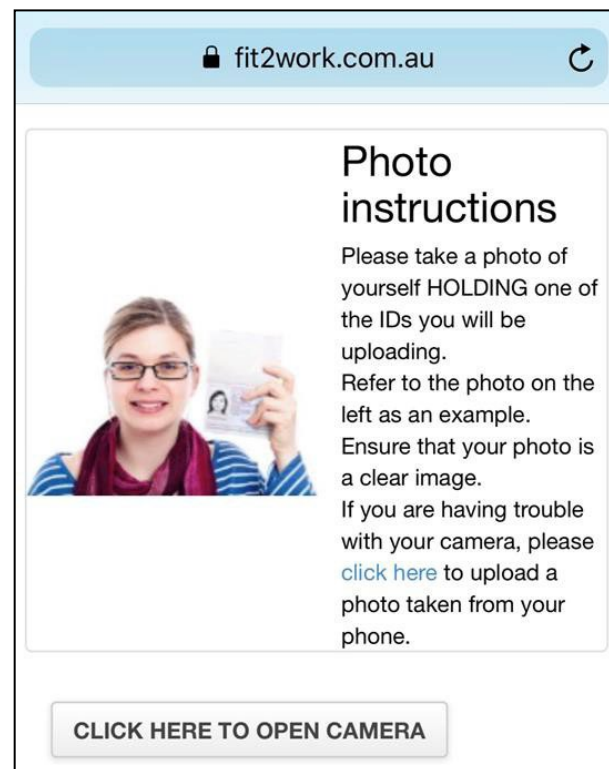 fit2work.com.au
Photo
instructions
Please take a photo of
yourself HOLDING one of
the IDs you will be
uploading.
Refer to the photo on the
left as an example.
Ensure that your photo is
a clear image.
If you are having trouble
with your camera, please
click here to upload a
photo taken from your
phone.
CLICK HERE TO OPEN CAMERA